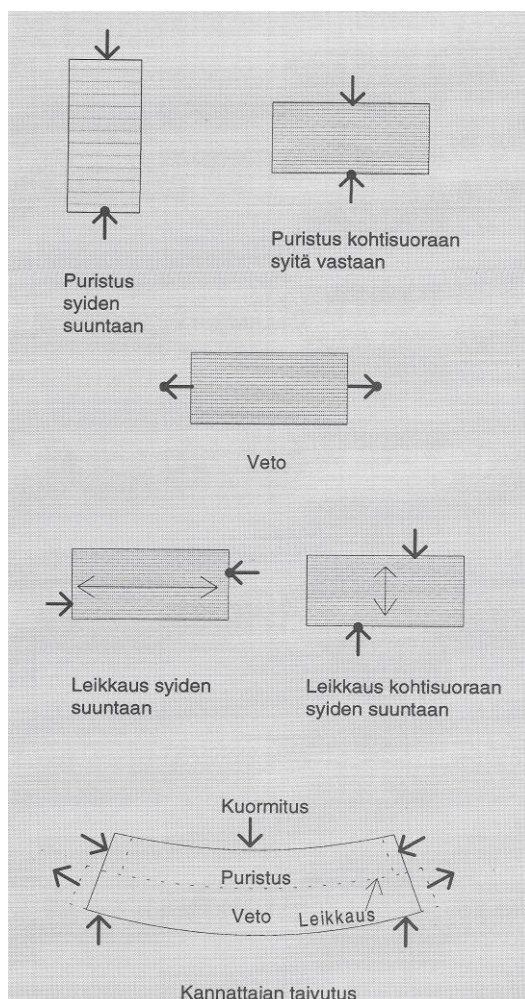 Puristus
syiden
suuntaan
Puristus kohtisuoraan
syitä vastaan
Veto
Leikkaus syiden
suuntaan
Leikkaus kohtisuoraan
syiden suuntaan
Kuormitus
Puristus
Veto
Leikkaus
Kannattajan taivutus